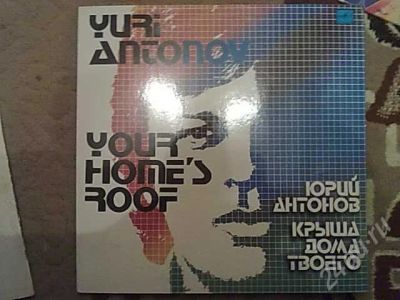 YURI
ANTONOV
YOUR
HOME'S
ROOF
ЮРИЙ
АНТОНОВ
КРЫША
ДОМА
ТВОЕГО